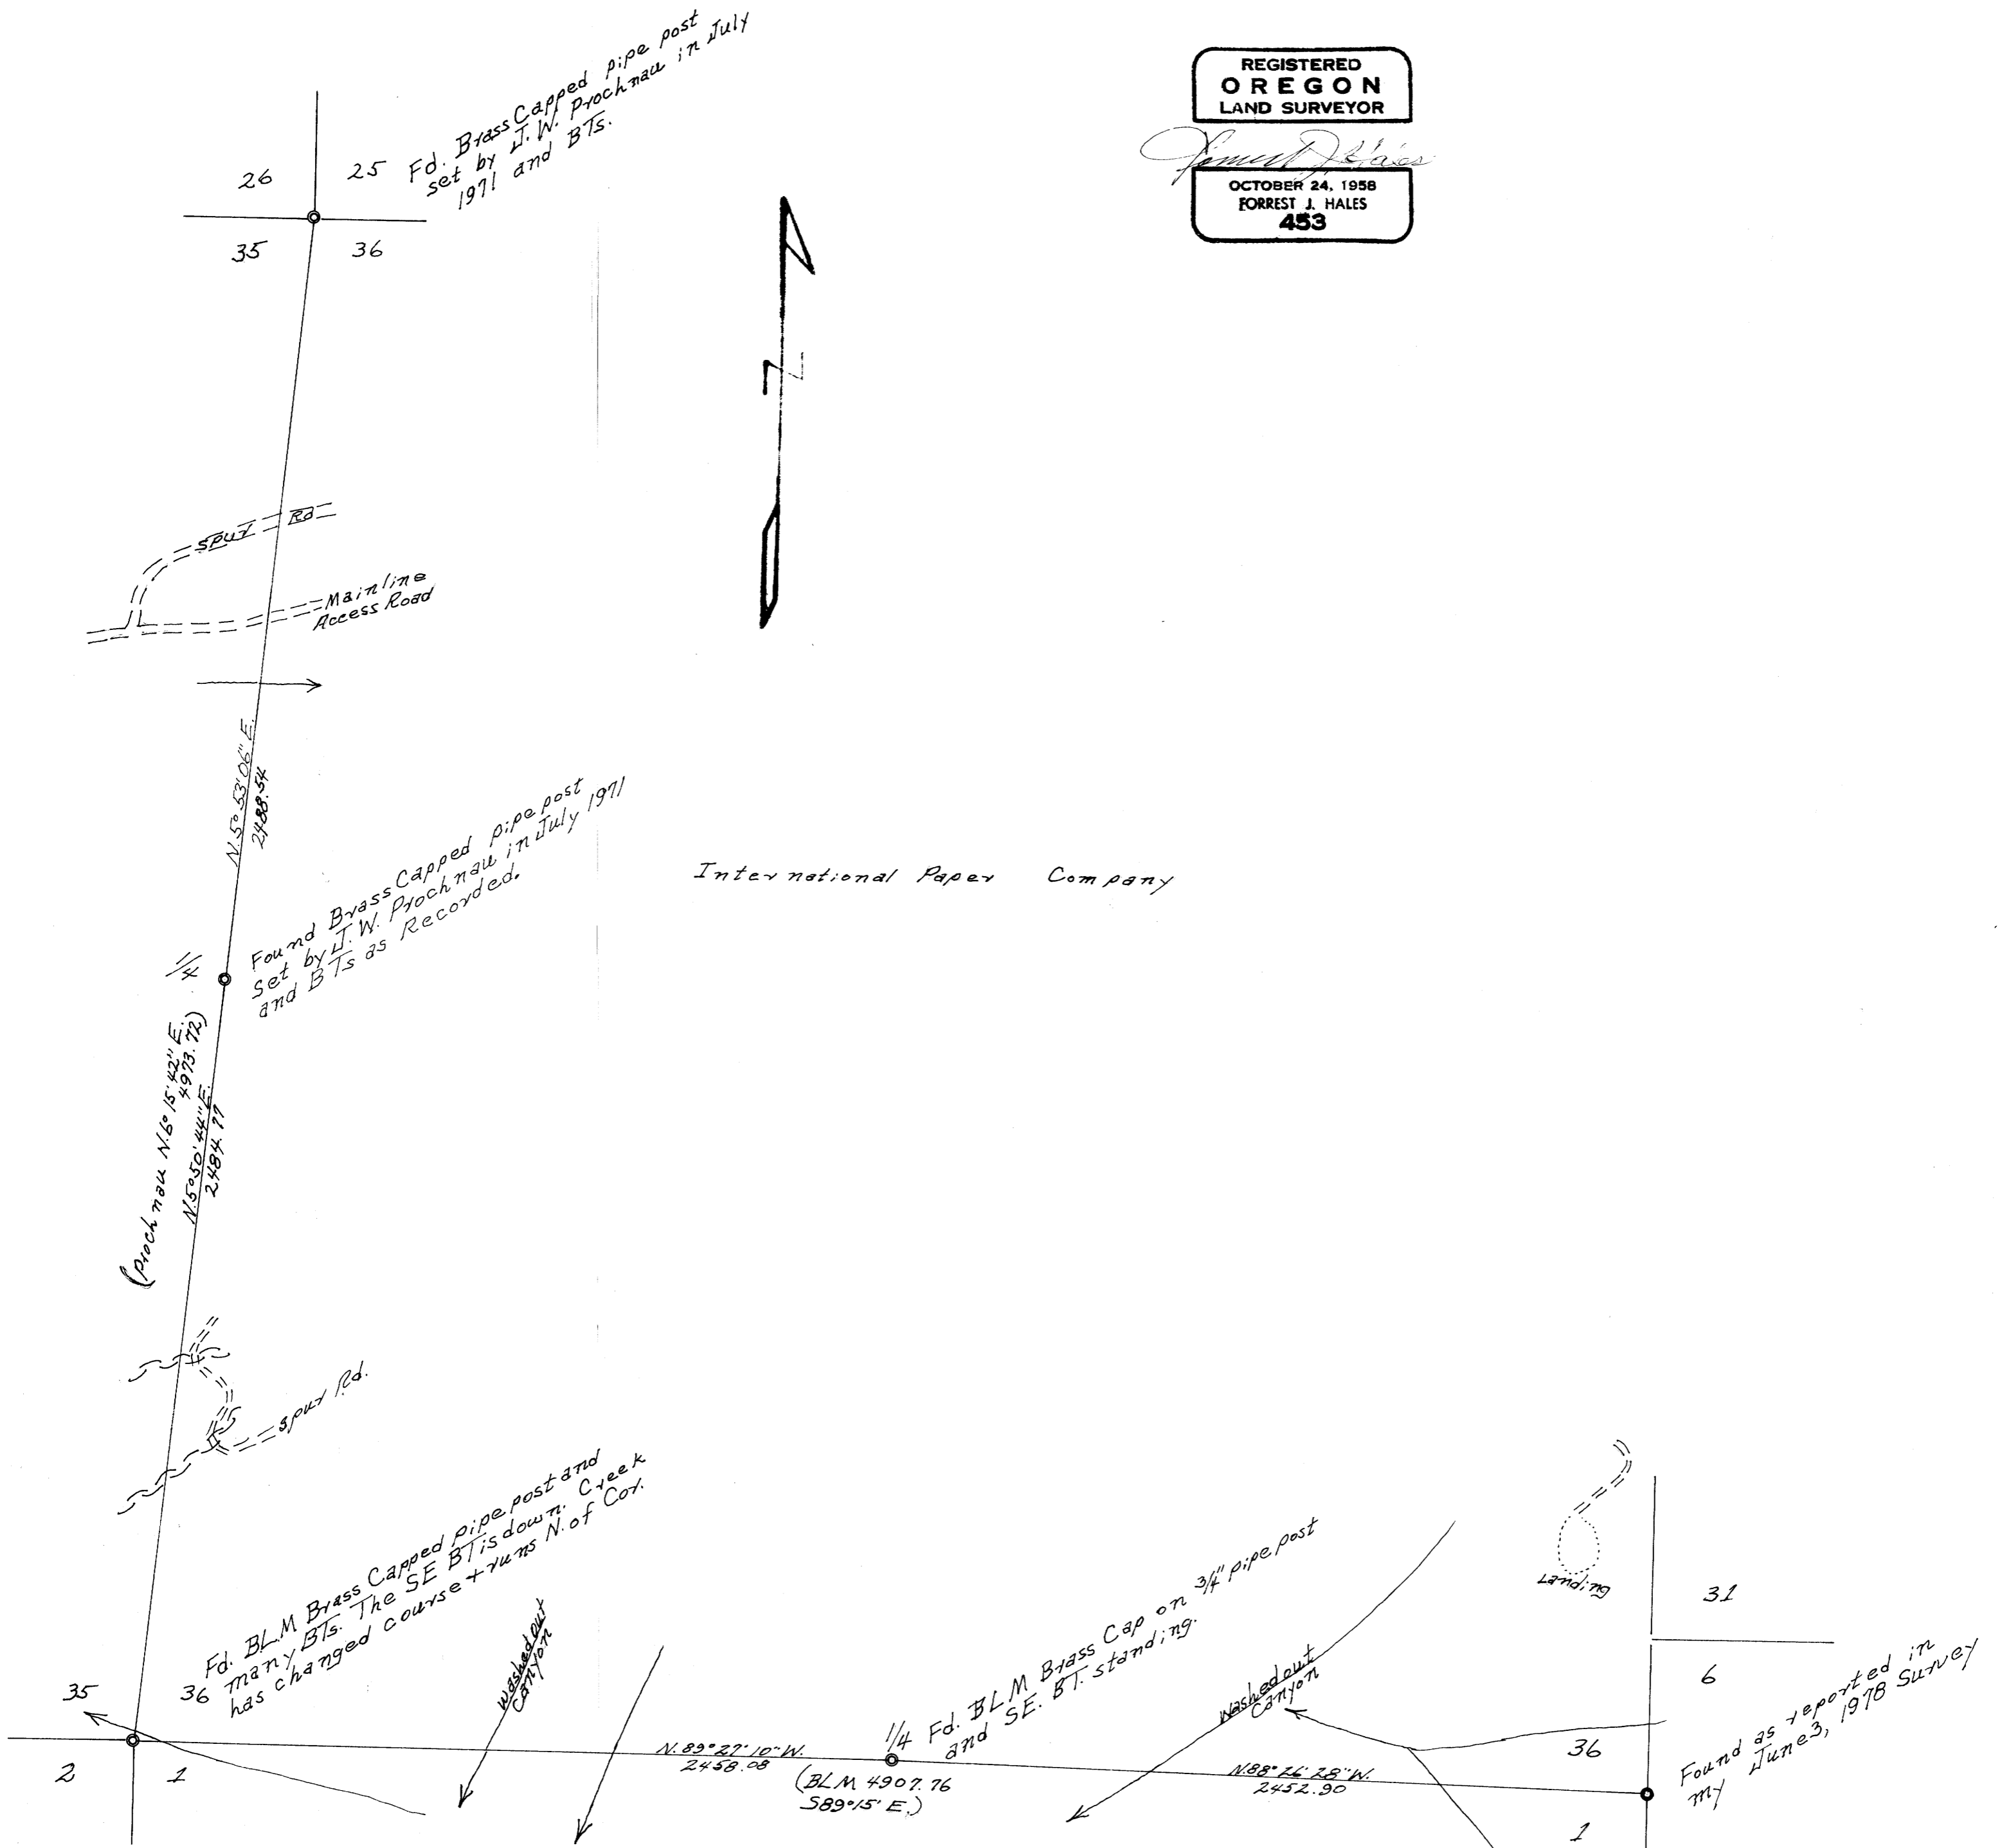 REGISTERED
OREGON
LAND SURVEYOR
OCTOBER 24, 1958
FORREST J. HALES
453
Fd. Brass Capped pipe post
set by J.W. Prochnau in July
1971 and BTs.
26
25
35
36
N
Spur Rd
Mainline
Access Road
N.5°53'06"E.
2488.54
Found Brass Capped pipe post
set by J.W. Prochnau in July 1971
and BTs as Recorded.
1/4
International Paper Company
(Prochnau N.6°15'42"E.
4973.72)
N.5°50'44"E.
2484.77
Spur Rd.
Fd. BLM Brass Capped pipe post and
many BTs. The SE BT is down. Creek
has changed course + runs N. of Cor.
35
36
2
1
Washed out
Canyon
N.89°27'10"W.
2458.08
1/4
Fd. BLM Brass Cap on 3/4" pipe post
and SE. BT. standing.
(BLM 4907.76
S89°15' E.)
Washed out
Canyon
N.88°26'28"W.
2452.90
Landing
31
6
36
1
Found as reported in
my June 3, 1978 Survey